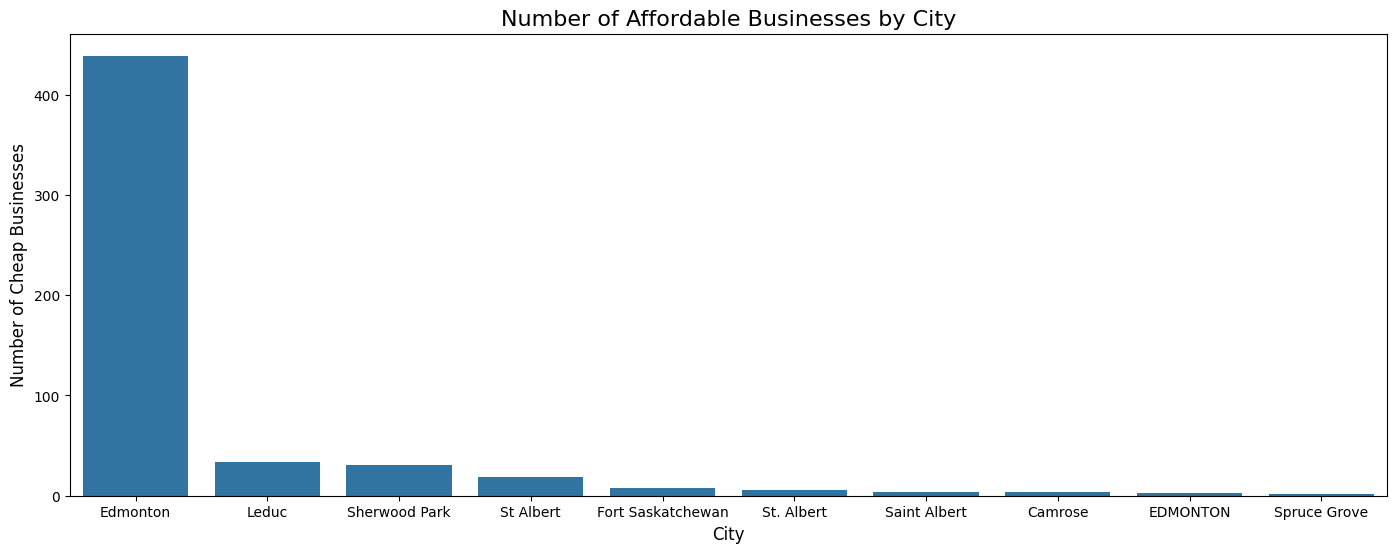 Number of Affordable Businesses by City
Number of Cheap Businesses
400
300
200
100
0
Edmonton Leduc Sherwood Park St Albert Fort Saskatchewan St. Albert Saint Albert Camrose EDMONTON Spruce Grove
City